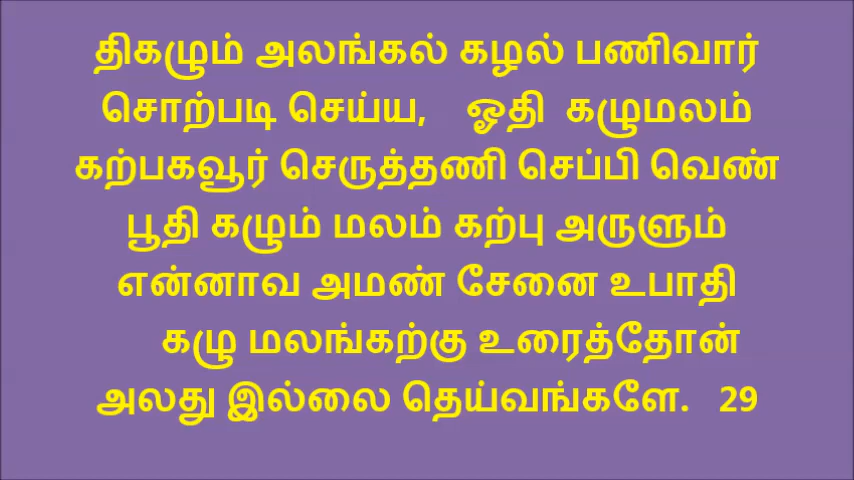 திகழும் அலங்கல் கழல் பணிவார்
சொற்படி செய்ய, ஓதி கழுமலம்
கற்பகவூர் செருத்தணி செப்பி வெண்
பூதி கழும் மலம் கற்பு அருளும்
என்னாவ அமண் சேனை உபாதி
கழு மலங்கற்கு உரைத்தோன்
அலது இல்லை தெய்வங்களே. 29